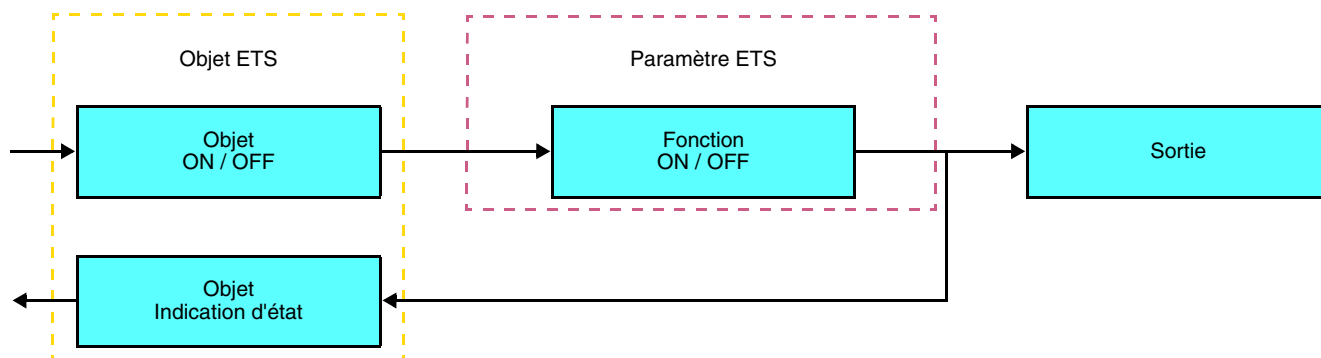 Objet ETS
Paramètre ETS
Objet
ON / OFF
Fonction
ON / OFF
Sortie
Objet
Indication d'état